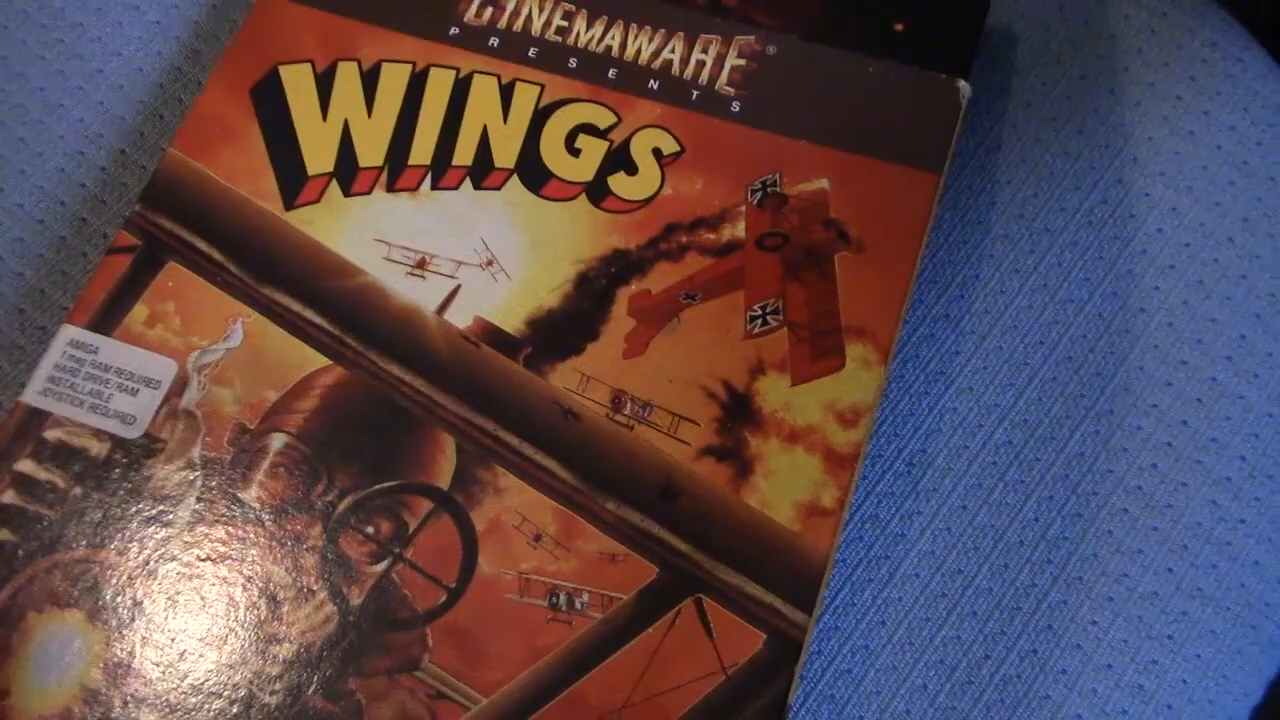 CINEMAWARE®
PRESENTS
WINGS
AMIGA
1 meg RAM REQUIRED
HARD DRIVE/RAM
INSTALLABLE
JOYSTICK REQUIRED